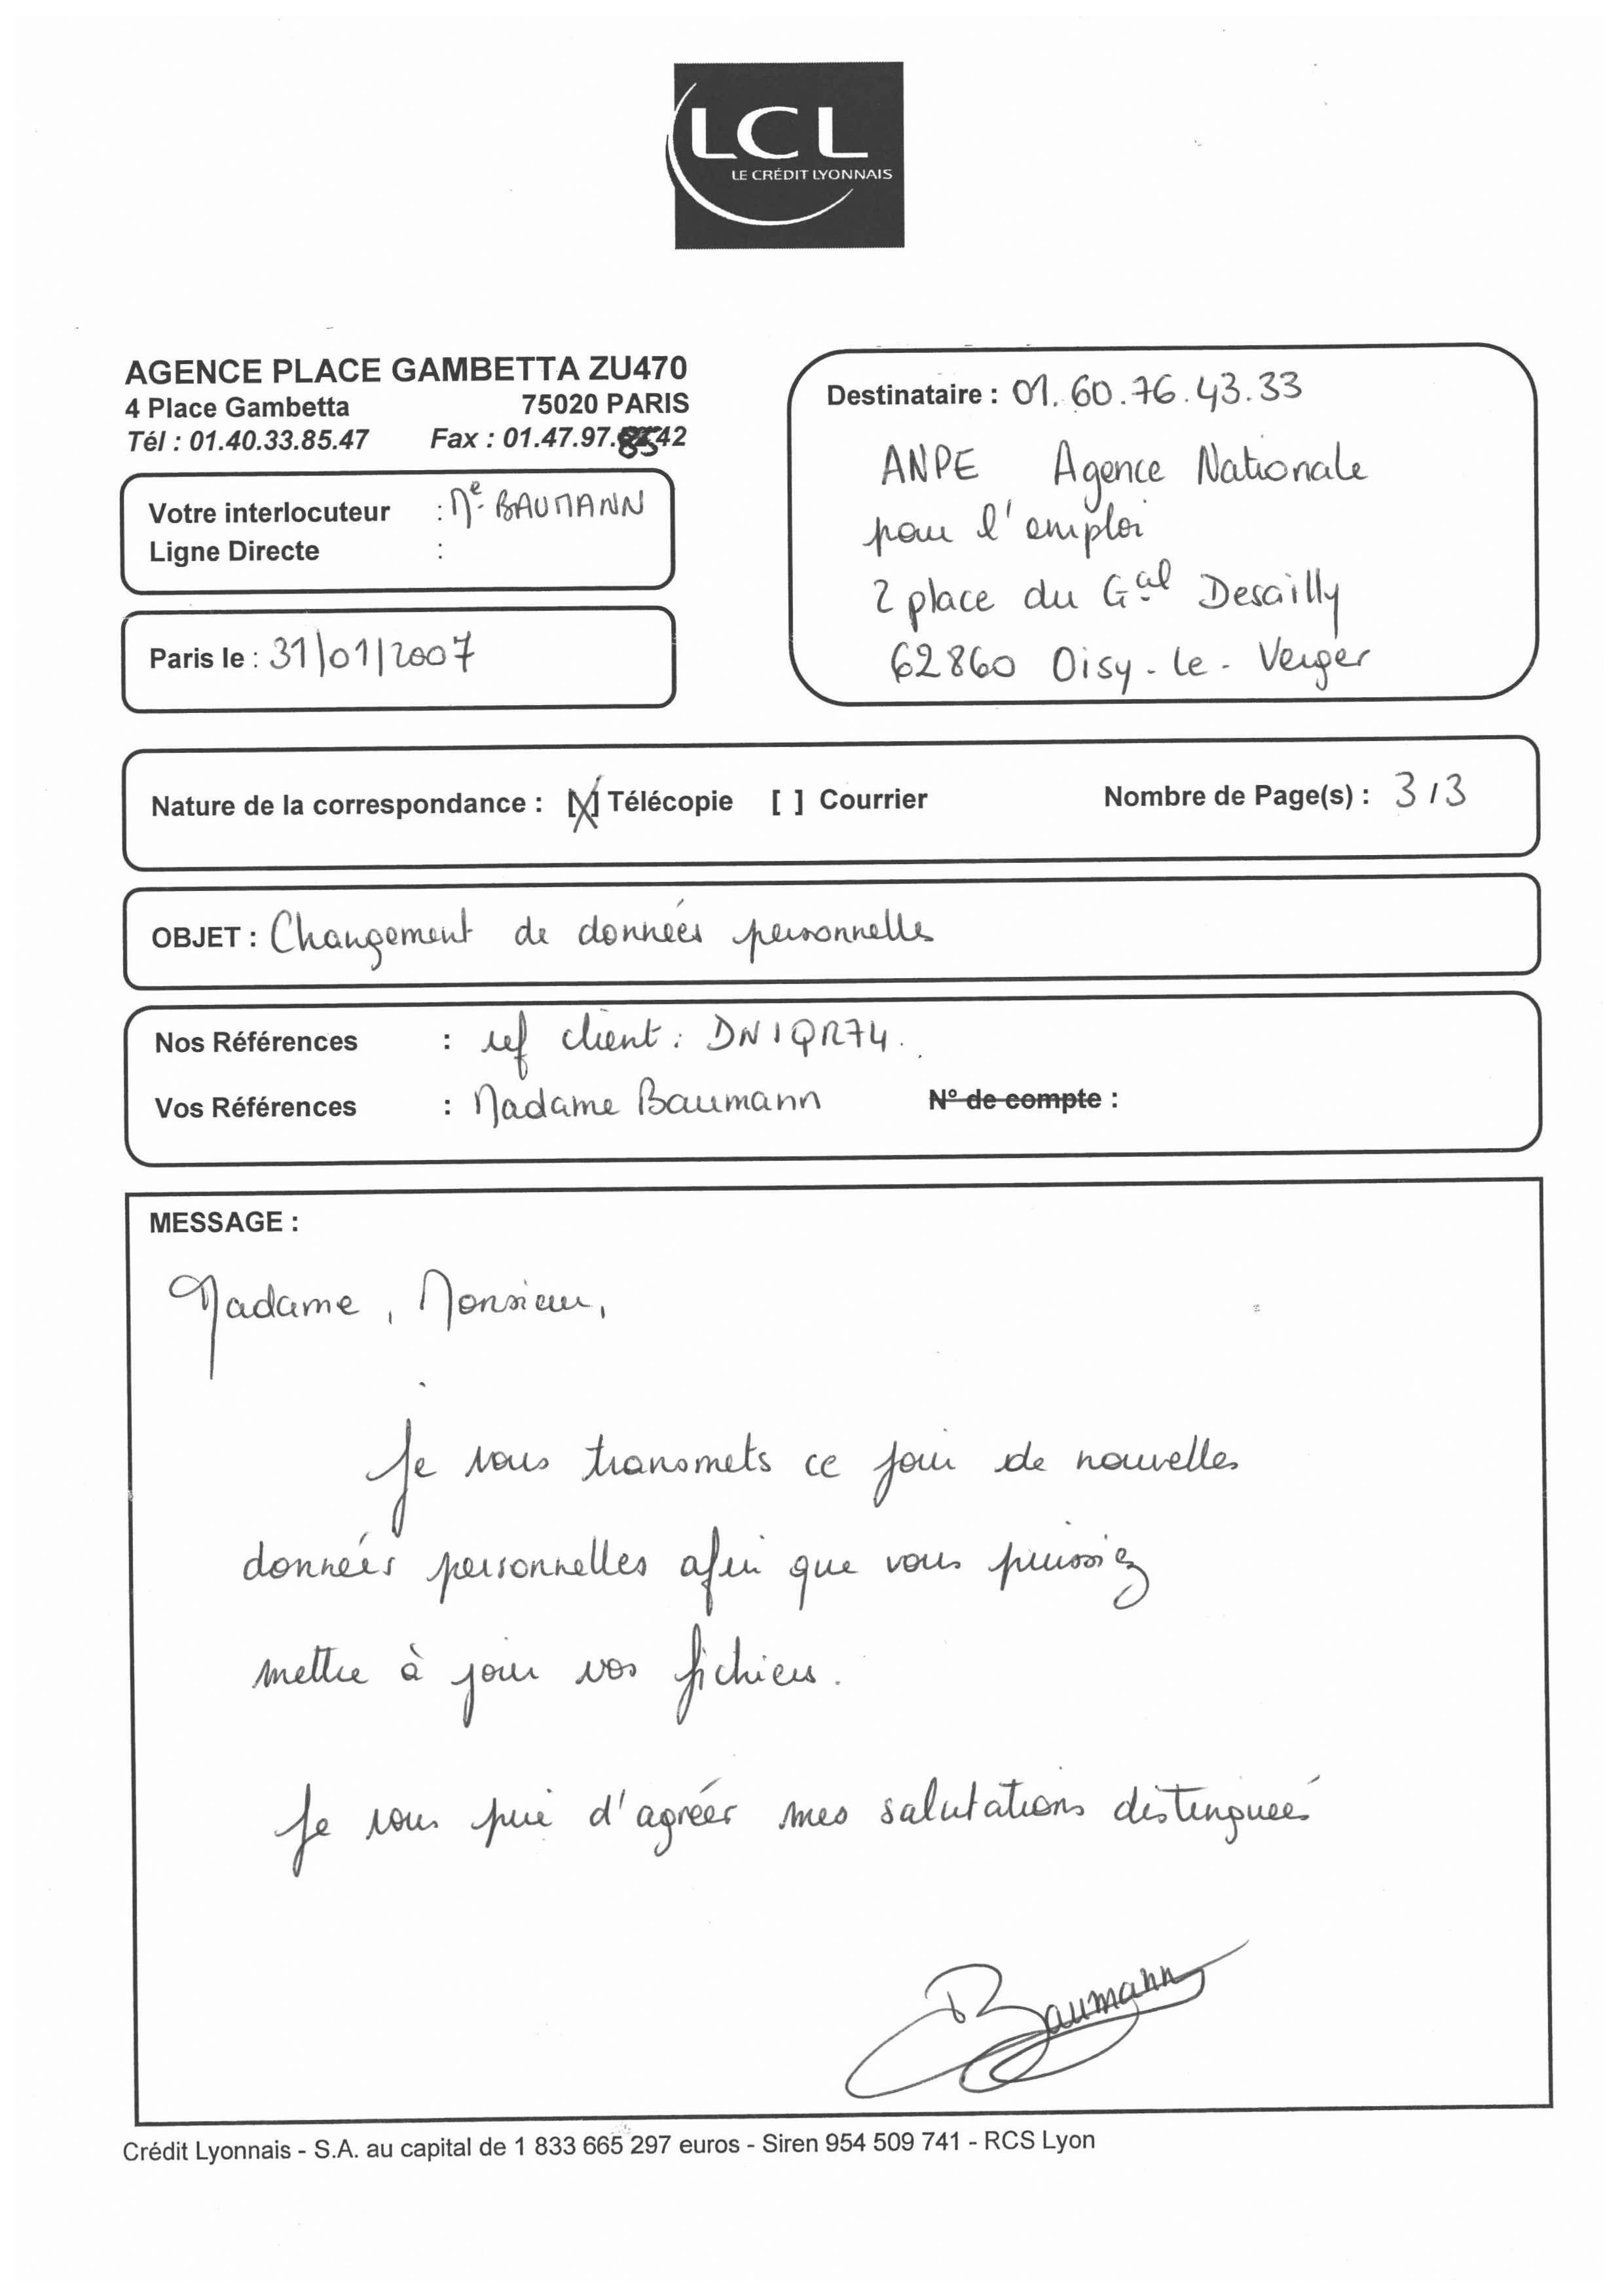 LCL
LE CRÉDIT LYONNAIS
AGENCE PLACE GAMBETTA ZU470
4 Place Gambetta 75020 PARIS
Tél : 01.40.33.85.47 Fax : 01.47.97.8542
Votre interlocuteur : Me BAUMANN
Ligne Directe :
Paris le : 31/01/2007
Destinataire : 01.60.76.43.33
ANPE Agence Nationale
pour l'emploi
2 place du Gal Desailly
62860 Oisy-le-Verger
Nature de la correspondance : [X] Télécopie [ ] Courrier Nombre de Page(s) : 3/3
OBJET : Changement de données personnelles
Nos Références : ref client : DN1QR74.
Vos Références : Madame Baumann N° de compte :
MESSAGE :
Madame, Monsieur,
Je vous transmets ce jour de nouvelles
données personnelles afin que vous puissiez
mettre à jour vos fichiers.
Je vous prie d'agréer mes salutations distinguées
Baumann
Crédit Lyonnais - S.A. au capital de 1 833 665 297 euros - Siren 954 509 741 - RCS Lyon